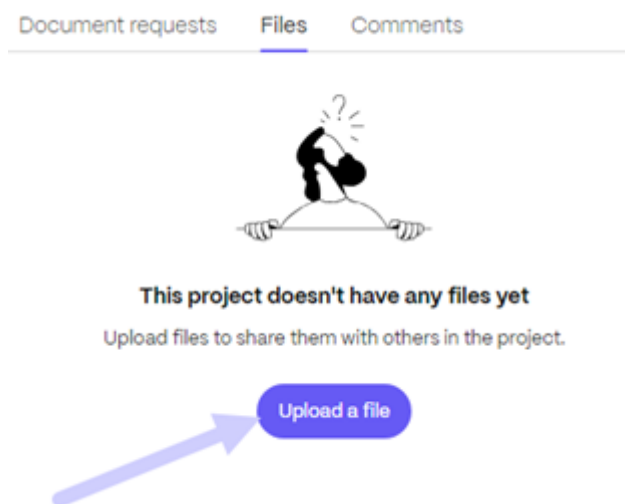 Document requests Files Comments
?
This project doesn't have any files yet
Upload files to share them with others in the project.
Upload a file